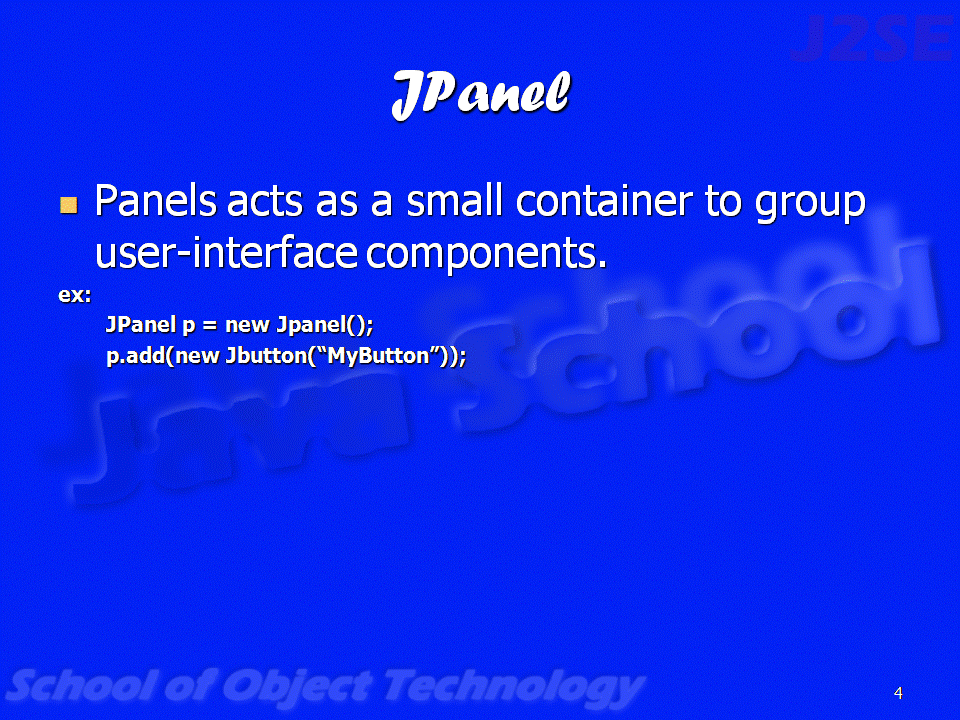 J2SE
JPanel
Panels acts as a small container to group
user-interface components.
ex:
JPanel p = new Jpanel();
p.add(new Jbutton(“MyButton”));
Java School
School of Object Technology
4